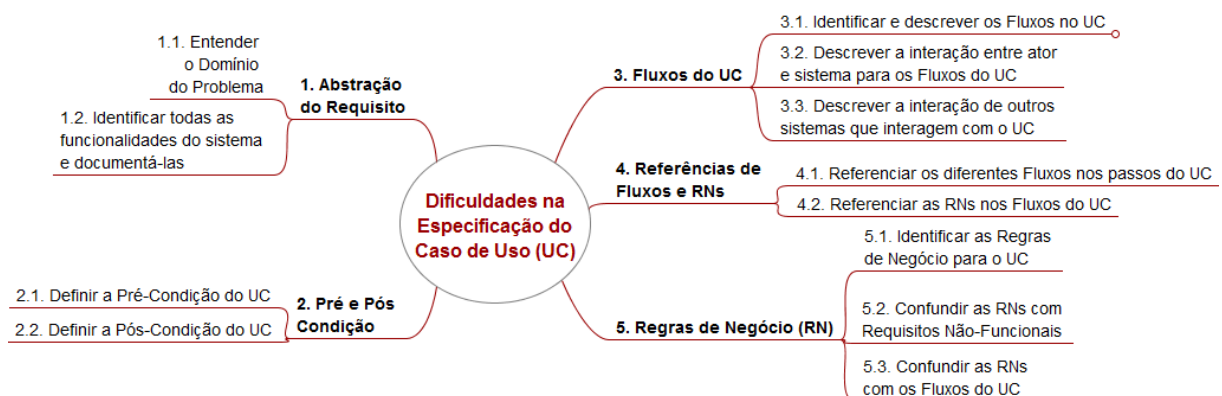 Dificuldades na
Especificação do
Caso de Uso (UC)
1. Abstração
do Requisito
1.1. Entender
o Domínio
do Problema
1.2. Identificar todas as
funcionalidades do sistema
e documentá-las
2. Pré e Pós
Condição
2.1. Definir a Pré-Condição do UC
2.2. Definir a Pós-Condição do UC
3. Fluxos do UC
3.1. Identificar e descrever os Fluxos no UC
3.2. Descrever a interação entre ator
e sistema para os Fluxos do UC
3.3. Descrever a interação de outros
sistemas que interagem com o UC
4. Referências de
Fluxos e RNs
4.1. Referenciar os diferentes Fluxos nos passos do UC
4.2. Referenciar as RNs nos Fluxos do UC
5. Regras de Negócio (RN)
5.1. Identificar as Regras
de Negócio para o UC
5.2. Confundir as RNs com
Requisitos Não-Funcionais
5.3. Confundir as RNs
com os Fluxos do UC